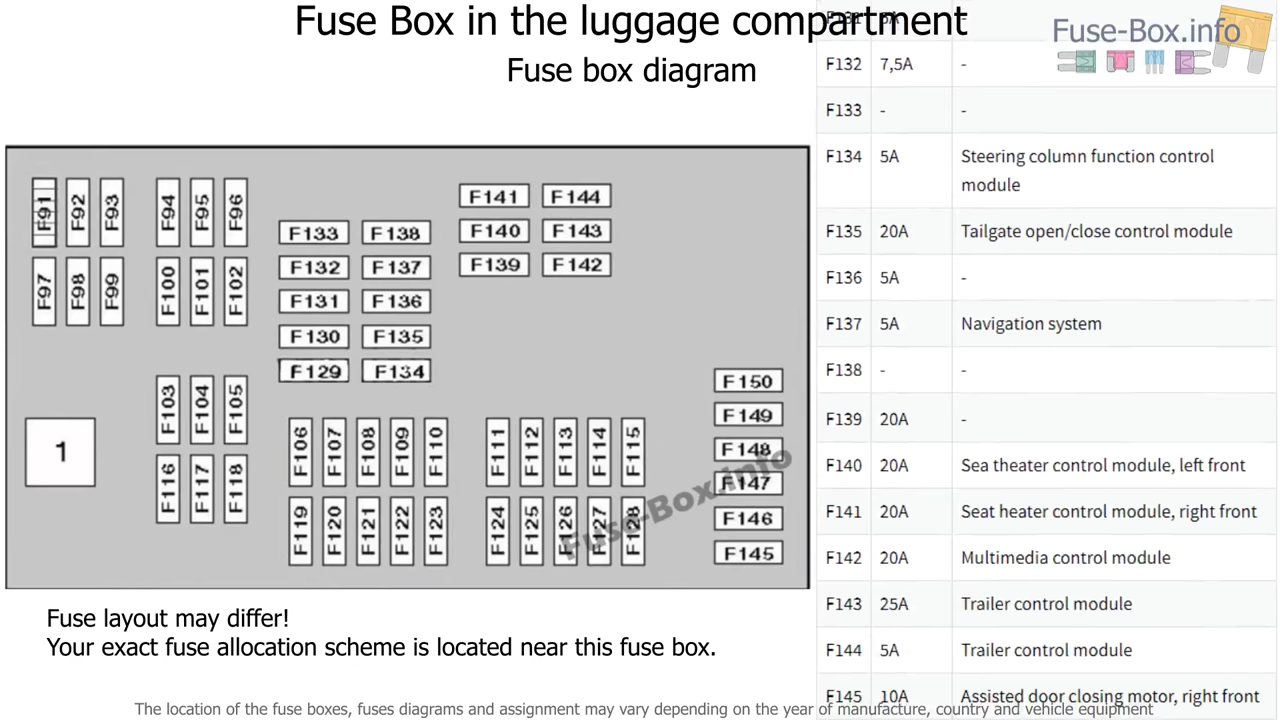 Fuse Box in the luggage compartment
Fuse box diagram
Fuse-Box.info
F91 F92 F93 F94 F95 F96
F97 F98 F99 F100 F101 F102
F133 F138
F132 F137
F131 F136
F130 F135
F129 F134
F141 F144
F140 F143
F139 F142
F103 F104 F105
F116 F117 F118
1
F106 F107 F108 F109 F110
F119 F120 F121 F122 F123
F111 F112 F113 F114 F115
F124 F125 F126 F127 F128
F150
F149
F148
F147
F146
F145
Fuse-Box.info
Fuse layout may differ!
Your exact fuse allocation scheme is located near this fuse box.
F131 5A -
F132 7,5A -
F133 - -
F134 5A Steering column function control
module
F135 20A Tailgate open/close control module
F136 5A -
F137 5A Navigation system
F138 - -
F139 20A -
F140 20A Sea theater control module, left front
F141 20A Seat heater control module, right front
F142 20A Multimedia control module
F143 25A Trailer control module
F144 5A Trailer control module
F145 10A Assisted door closing motor, right front
The location of the fuse boxes, fuses diagrams and assignment may vary depending on the year of manufacture, country and vehicle equipment